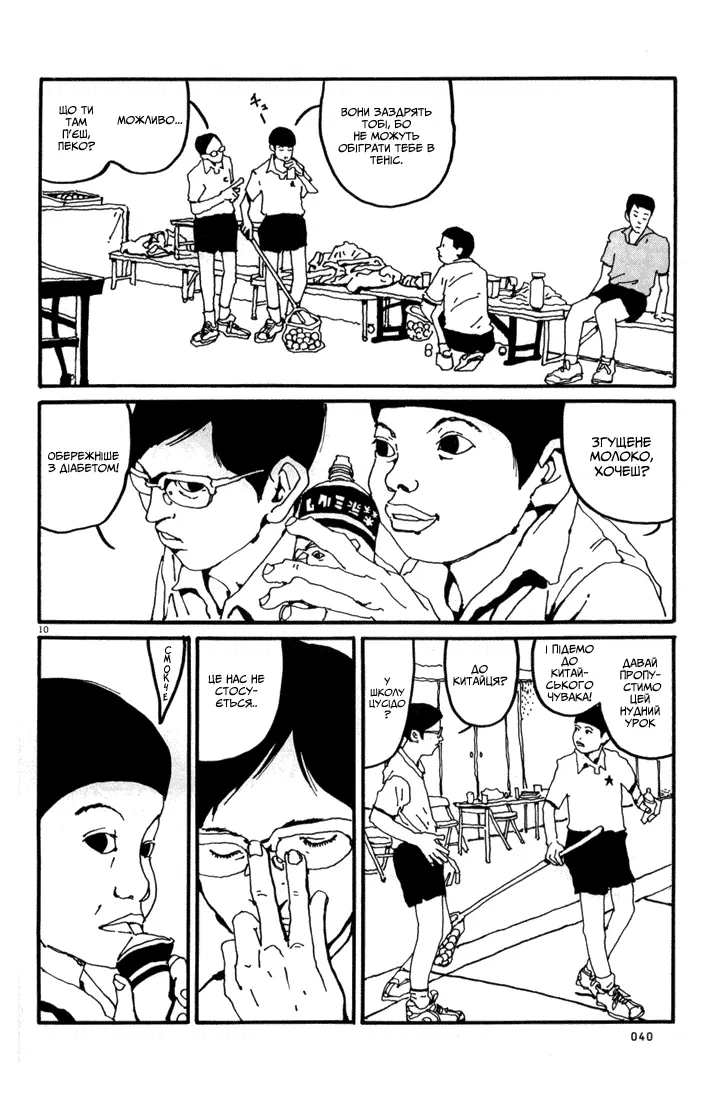 ВОНИ ЗАЗДРЯТЬ
ТОБІ, БО
НЕ МОЖУТЬ
ОБІГРАТИ ТЕБЕ В
ТЕНІС.
МОЖЛИВО...
ЩО ТИ
ТАМ
П'ЄШ,
ПЕКО?
ЗГУЩЕНЕ
МОЛОКО,
ХОЧЕШ?
ОБЕРЕЖНІШЕ
З ДІАБЕТОМ!
10
ДАВАЙ
ПРОПУ-
СТИМО
ЦЕЙ
НУДНИЙ
УРОК
І ПІДЕМО
ДО
КИТАЙ-
СЬКОГО
ЧУВАКА!
ДО
КИТАЙЦЯ?
У
ШКОЛУ
ЦУСІДО
?
ЦЕ НАС НЕ
СТОСУ-
ЄТЬСЯ..
СМОКЧЕ
040